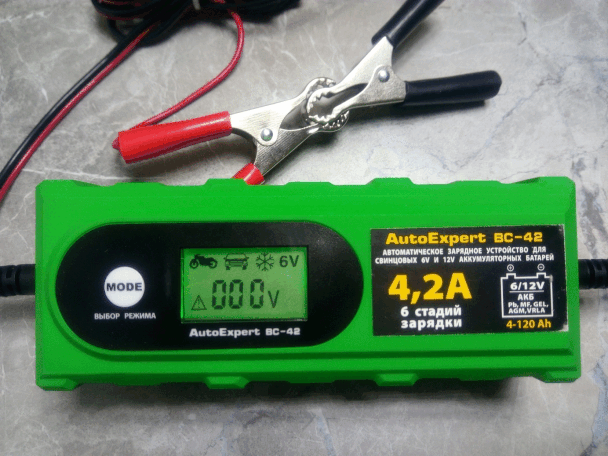 MODE
ВЫБОР РЕЖИМА
6V
000V
AutoExpert BC-42
AutoExpert BC-42
АВТОМАТИЧЕСКОЕ ЗАРЯДНОЕ УСТРОЙСТВО ДЛЯ
СВИНЦОВЫХ 6V И 12V АККУМУЛЯТОРНЫХ БАТАРЕЙ
4,2A
6 стадий
зарядки
6/12V
АКБ
Pb, MF, GEL,
AGM,VRLA
4-120 Ah